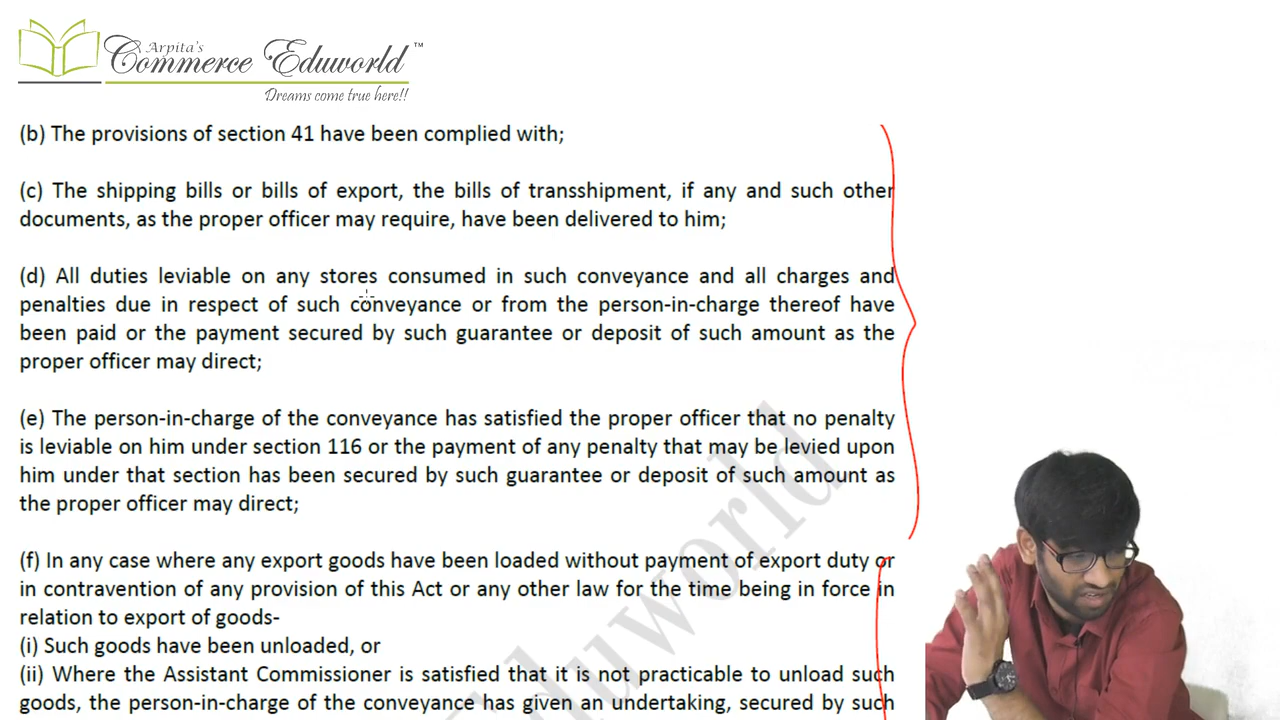 Arpita's
Commerce Eduworld™
Dreams come true here!!
(b) The provisions of section 41 have been complied with;
(c) The shipping bills or bills of export, the bills of transshipment, if any and such other
documents, as the proper officer may require, have been delivered to him;
(d) All duties leviable on any stores consumed in such conveyance and all charges and
penalties due in respect of such conveyance or from the person-in-charge thereof have
been paid or the payment secured by such guarantee or deposit of such amount as the
proper officer may direct;
(e) The person-in-charge of the conveyance has satisfied the proper officer that no penalty
is leviable on him under section 116 or the payment of any penalty that may be levied upon
him under that section has been secured by such guarantee or deposit of such amount as
the proper officer may direct;
(f) In any case where any export goods have been loaded without payment of export duty or
in contravention of any provision of this Act or any other law for the time being in force in
relation to export of goods-
(i) Such goods have been unloaded, or
(ii) Where the Assistant Commissioner is satisfied that it is not practicable to unload such
goods, the person-in-charge of the conveyance has given an undertaking, secured by such
Eduworld